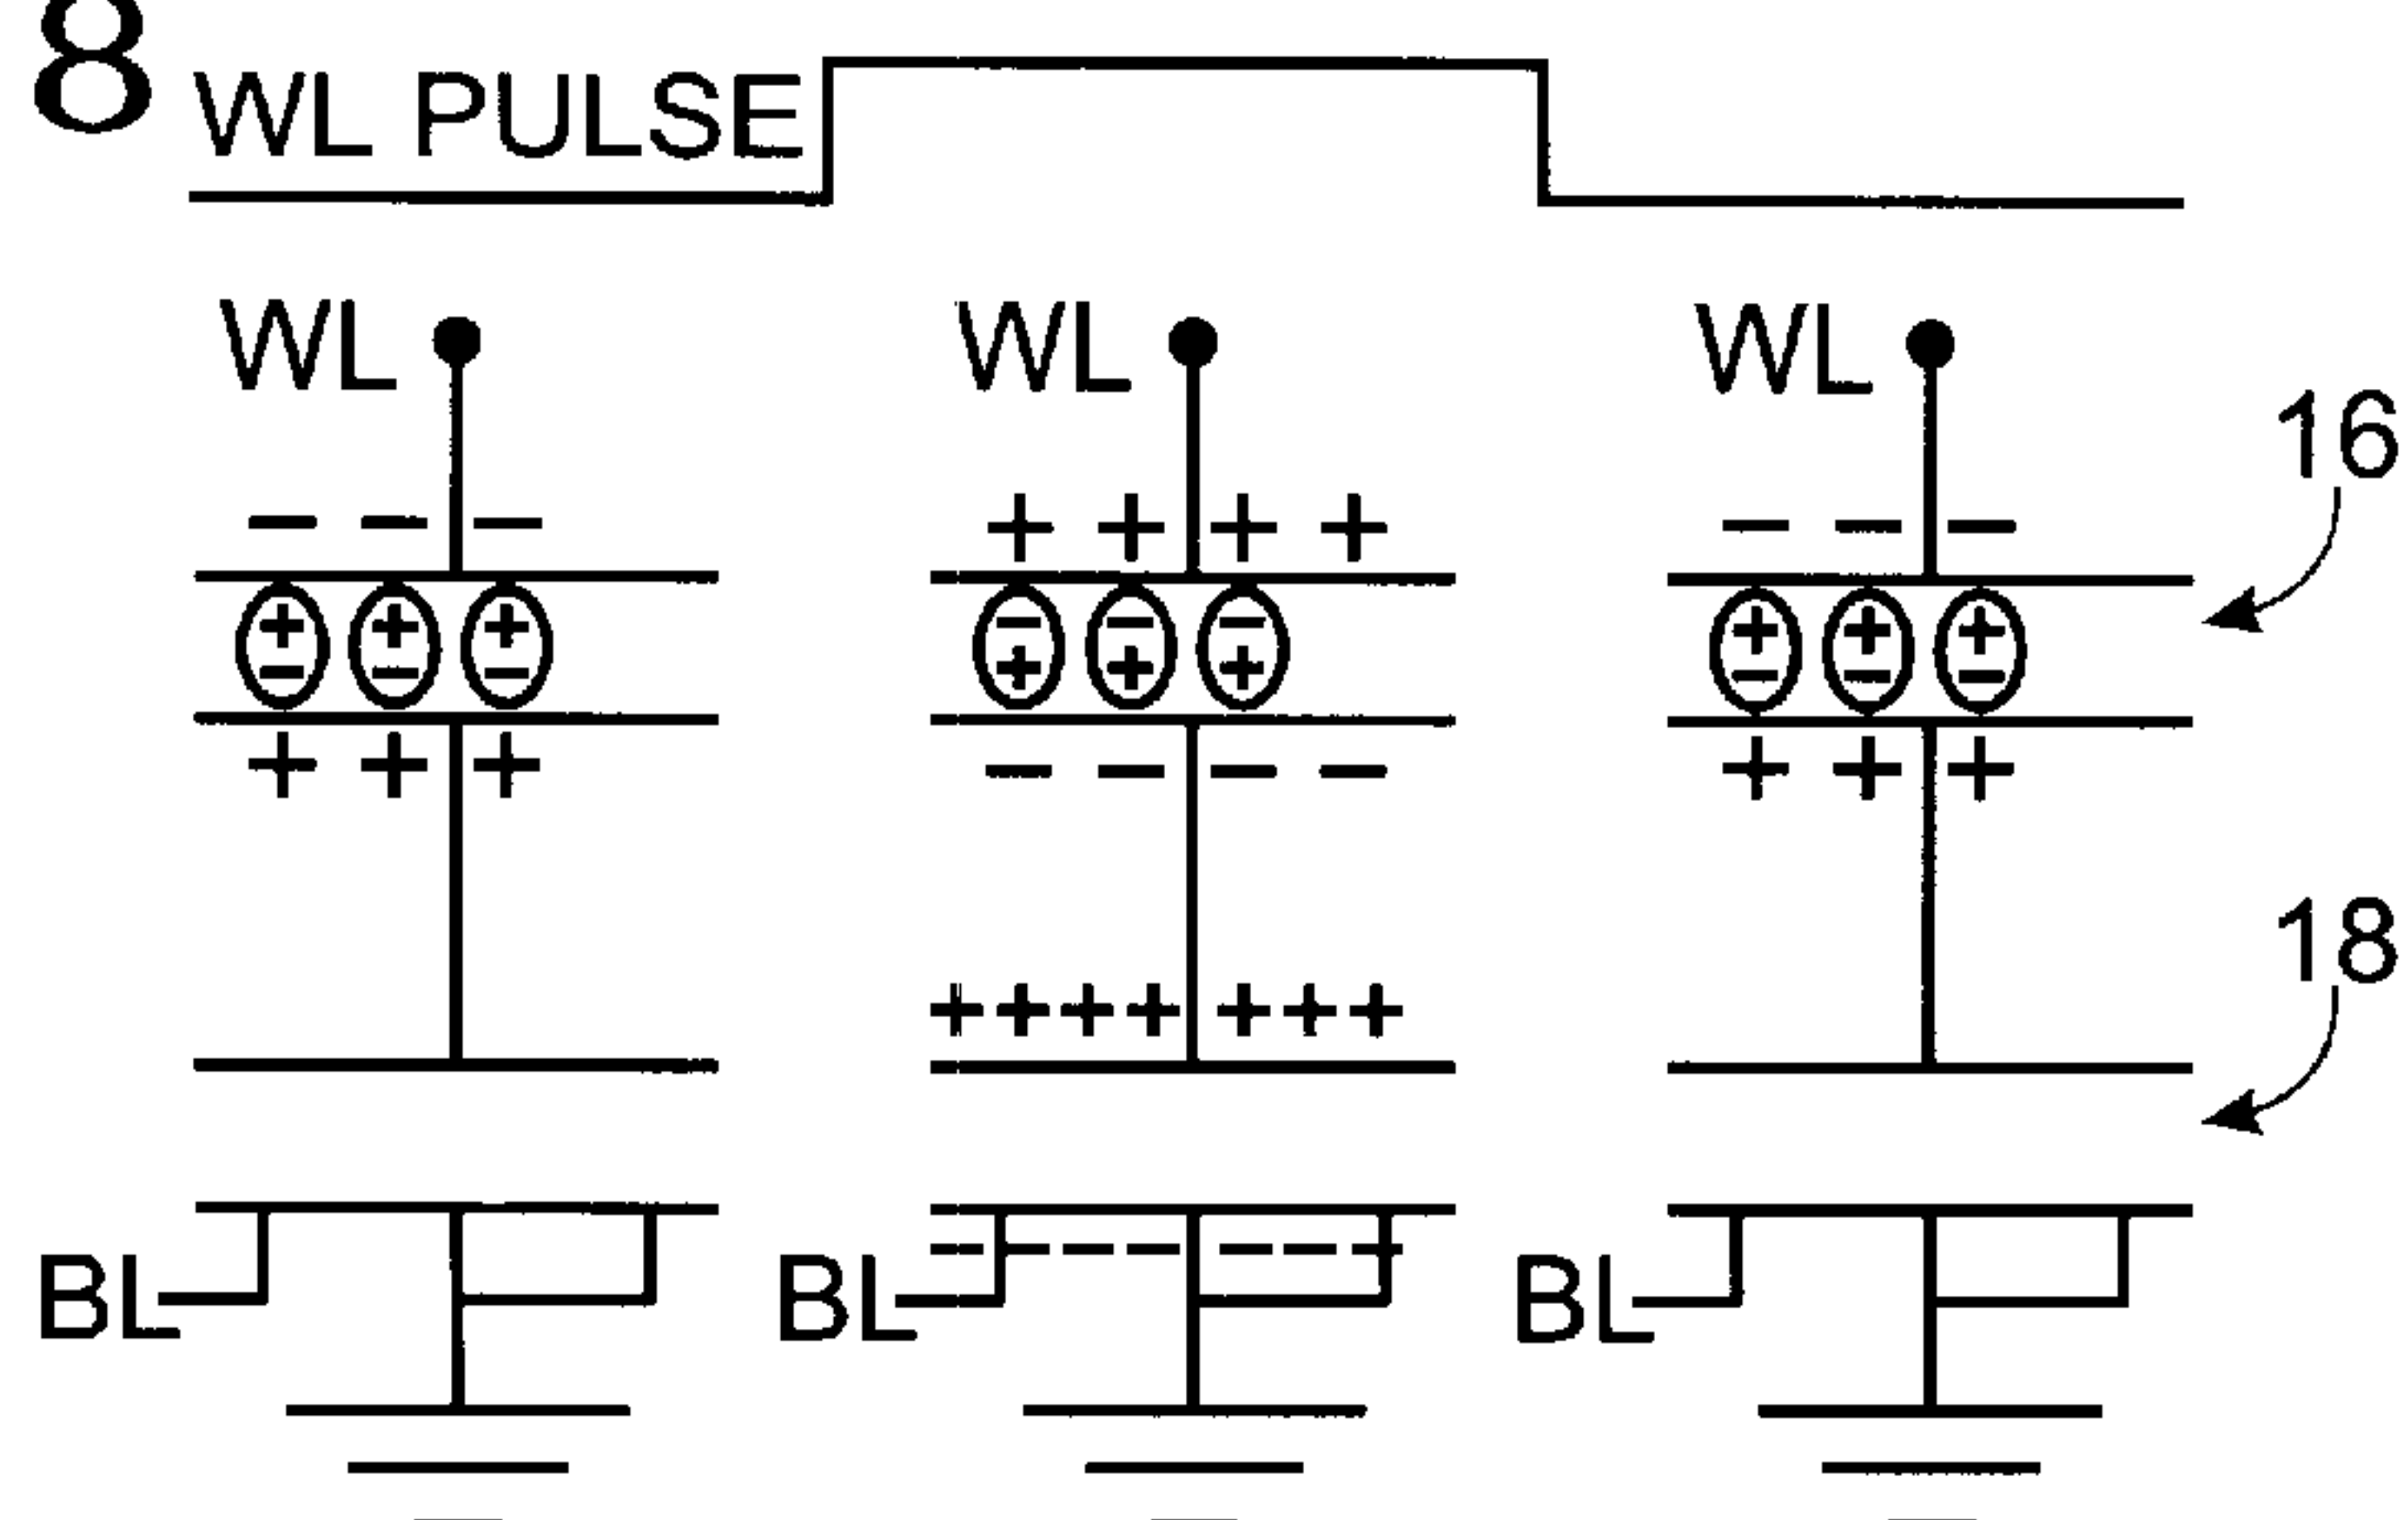 8
WL PULSE
WL WL WL
16
− − − + + + + − − −
+ + + − − − + + +
− − − + + + − − −
+ + + − − − − + + +
18
+ + + + + + +
− − − − − − −
BL BL BL